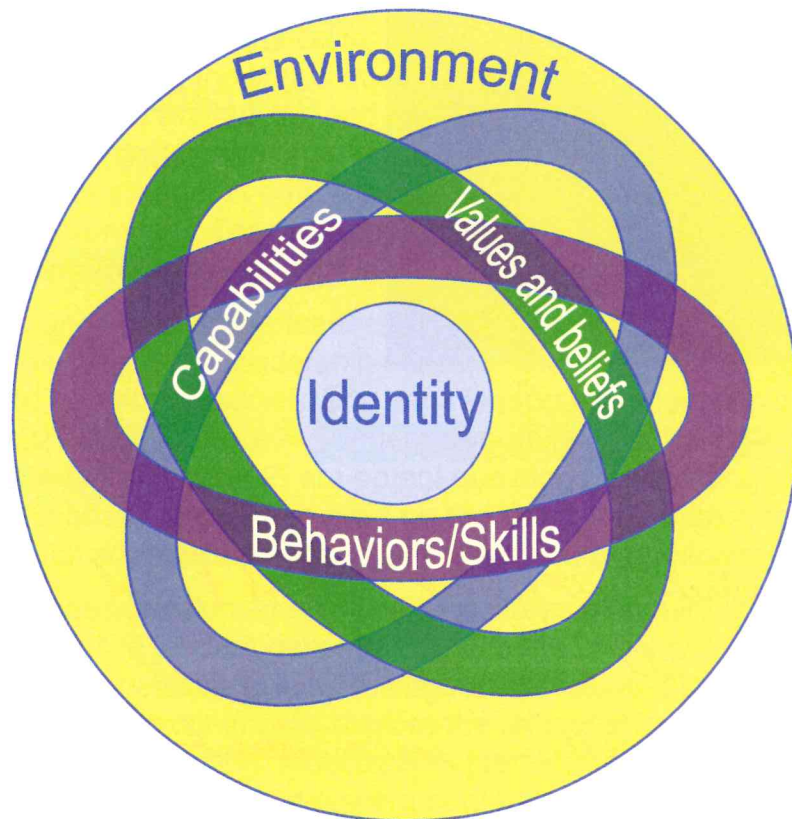 Environment
Capabilities
Values and beliefs
Identity
Behaviors/Skills